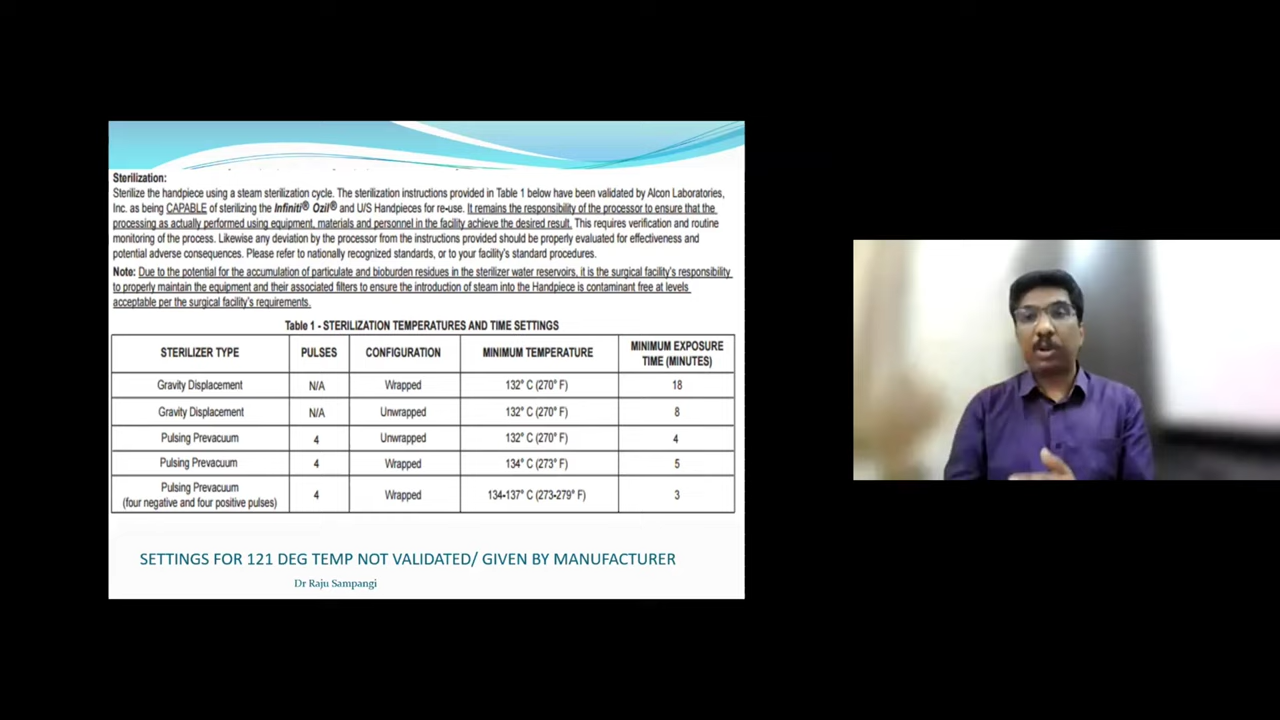 Sterilization:
Sterilize the handpiece using a steam sterilization cycle. The sterilization instructions provided in Table 1 below have been validated by Alcon Laboratories,
Inc. as being CAPABLE of sterilizing the Infiniti® Ozil® and U/S Handpieces for re-use. It remains the responsibility of the processor to ensure that the
processing as actually performed using equipment, materials and personnel in the facility achieve the desired result. This requires verification and routine
monitoring of the process. Likewise any deviation by the processor from the instructions provided should be properly evaluated for effectiveness and
potential adverse consequences. Please refer to nationally recognized standards, or to your facility's standard procedures.
Note: Due to the potential for the accumulation of particulate and bioburden residues in the sterilizer water reservoirs, it is the surgical facility's responsibility
to properly maintain the equipment and their associated filters to ensure the introduction of steam into the Handpiece is contaminant free at levels
acceptable per the surgical facility's requirements.
Table 1 - STERILIZATION TEMPERATURES AND TIME SETTINGS
STERILIZER TYPE PULSES CONFIGURATION MINIMUM TEMPERATURE MINIMUM EXPOSURE
TIME (MINUTES)
Gravity Displacement N/A Wrapped 132° C (270° F) 18
Gravity Displacement N/A Unwrapped 132° C (270° F) 8
Pulsing Prevacuum 4 Unwrapped 132° C (270° F) 4
Pulsing Prevacuum 4 Wrapped 134° C (273° F) 5
Pulsing Prevacuum
(four negative and four positive pulses) 4 Wrapped 134-137° C (273-279° F) 3
SETTINGS FOR 121 DEG TEMP NOT VALIDATED/ GIVEN BY MANUFACTURER
Dr Raju Sampangi